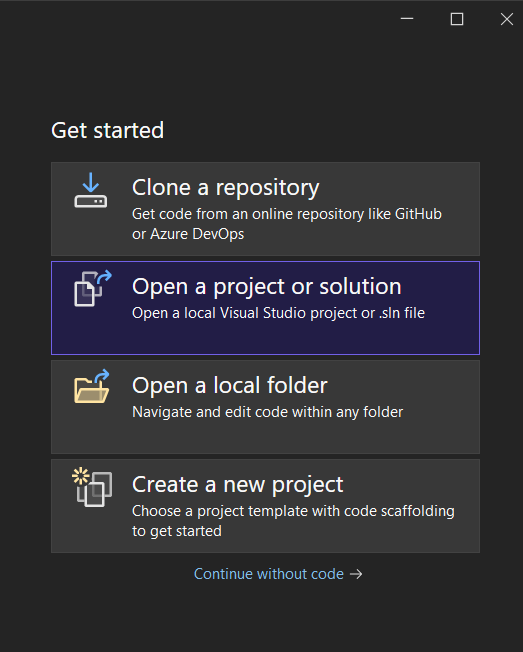 Get started
Clone a repository
Get code from an online repository like GitHub
or Azure DevOps
Open a project or solution
Open a local Visual Studio project or .sln file
Open a local folder
Navigate and edit code within any folder
Create a new project
Choose a project template with code scaffolding
to get started
Continue without code →